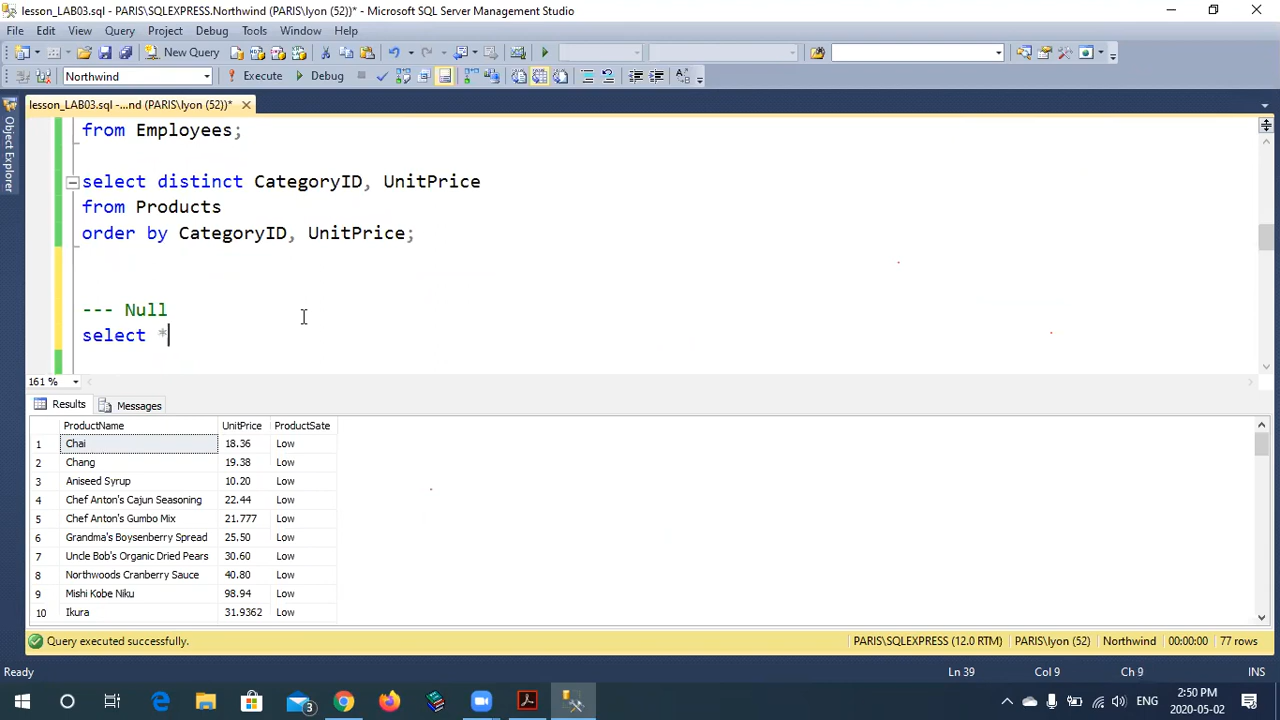 lesson_LAB03.sql - PARIS\SQLEXPRESS.Northwind (PARIS\lyon (52))* - Microsoft SQL Server Management Studio
File Edit View Query Project Debug Tools Window Help
New Query
Northwind Execute Debug
lesson_LAB03.sql -...nd (PARIS\lyon (52))*
Object Explorer
from Employees;
select distinct CategoryID, UnitPrice
from Products
order by CategoryID, UnitPrice;
--- Null
select *
161 %
Results Messages
ProductName UnitPrice ProductSate
1 Chai 18.36 Low
2 Chang 19.38 Low
3 Aniseed Syrup 10.20 Low
4 Chef Anton's Cajun Seasoning 22.44 Low
5 Chef Anton's Gumbo Mix 21.777 Low
6 Grandma's Boysenberry Spread 25.50 Low
7 Uncle Bob's Organic Dried Pears 30.60 Low
8 Northwoods Cranberry Sauce 40.80 Low
9 Mishi Kobe Niku 98.94 Low
10 Ikura 31.9362 Low
Query executed successfully. PARIS\SQLEXPRESS (12.0 RTM) PARIS\lyon (52) Northwind 00:00:00 77 rows
Ready Ln 39 Col 9 Ch 9 INS
3 ENG 2:50 PM
2020-05-02